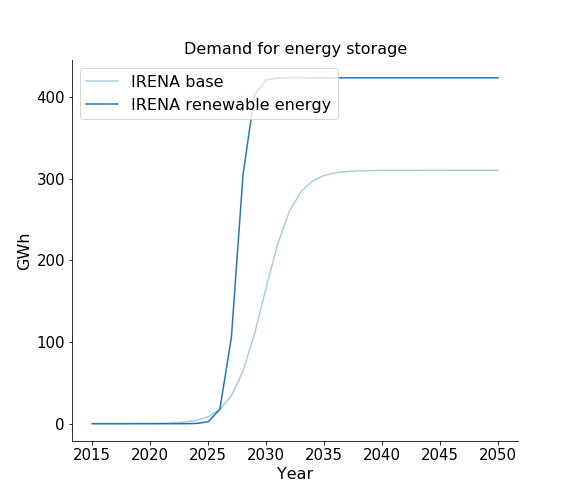 Demand for energy storage
IRENA base
IRENA renewable energy
GWh
400
300
200
100
0
2015 2020 2025 2030 2035 2040 2045 2050
Year